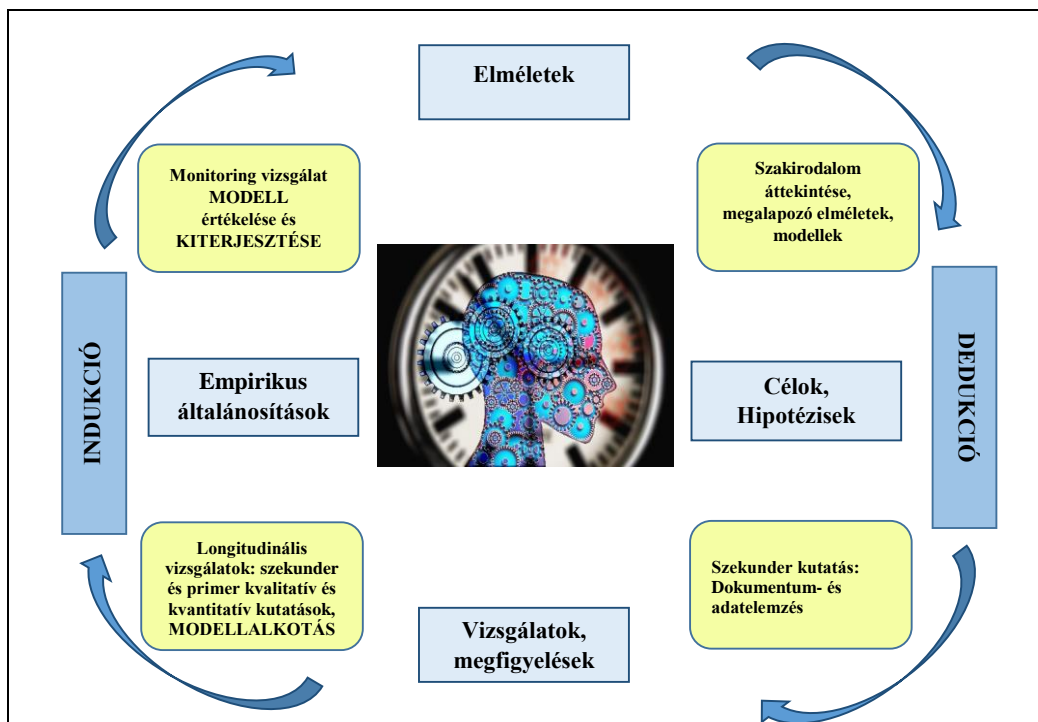 Elméletek
Monitoring vizsgálat
MODELL
értékelése és
KITERJESZTÉSE
Szakirodalom
áttekintése,
megalapozó elméletek,
modellek
INDUKCIÓ
Empirikus
általánosítások
Célok,
Hipotézisek
DEDUKCIÓ
Longitudinális
vizsgálatok: szekunder
és primer kvalitatív és
kvantitatív kutatások,
MODELLALKOTÁS
Vizsgálatok,
megfigyelések
Szekunder kutatás:
Dokumentum- és
adatelemzés